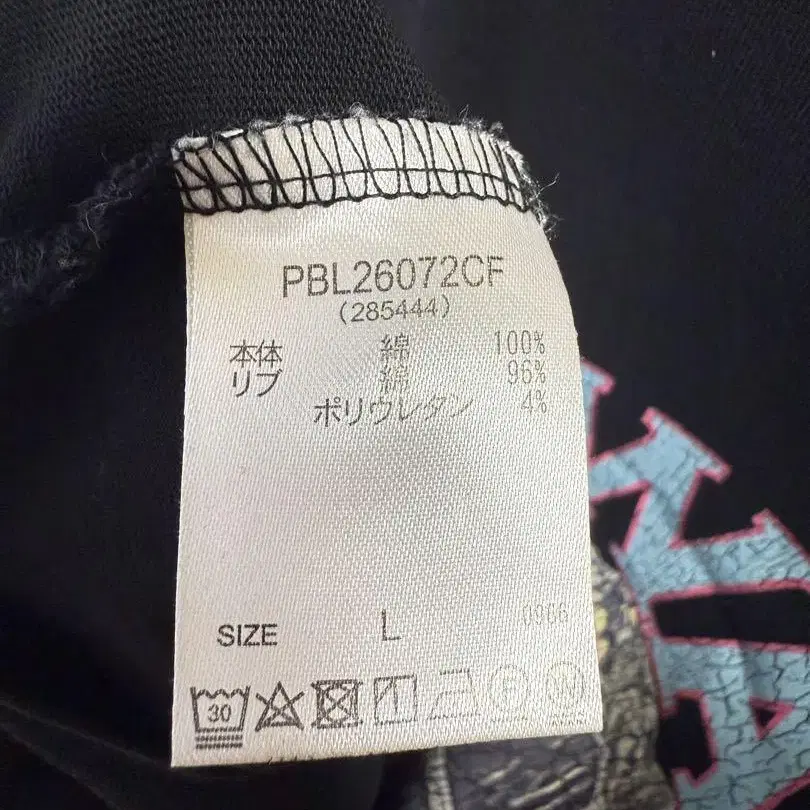 PBL26072CF
(285444)
本体 綿 100%
リブ 綿 96%
ポリウレタン 4%
SIZE L 0966
30
F
W